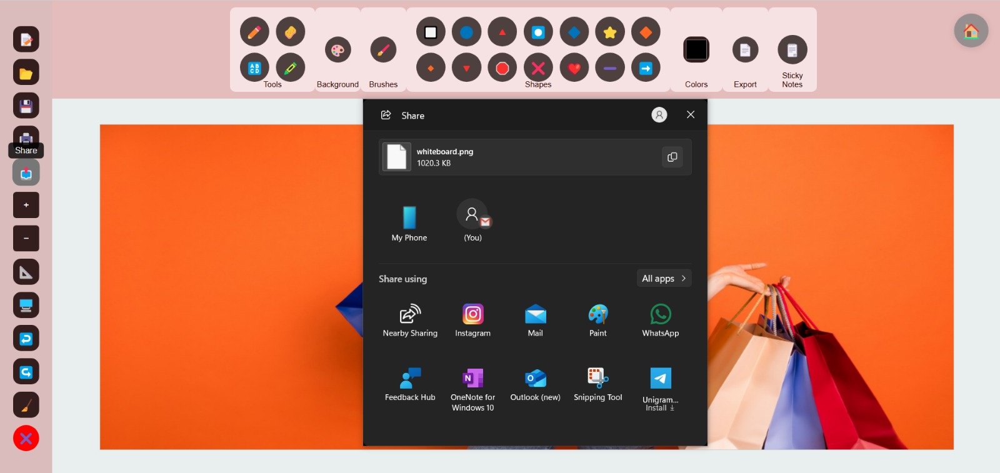 AB
CD
Tools
Background
Brushes
Shapes
Colors
Export
Sticky
Notes
Share
+
-
Share
whiteboard.png
1020.3 KB
My Phone
(You)
Share using
All apps
Nearby Sharing
Instagram
Mail
Paint
WhatsApp
Feedback Hub
N
OneNote for
Windows 10
O
Outlook (new)
Snipping Tool
Unigram...
Install